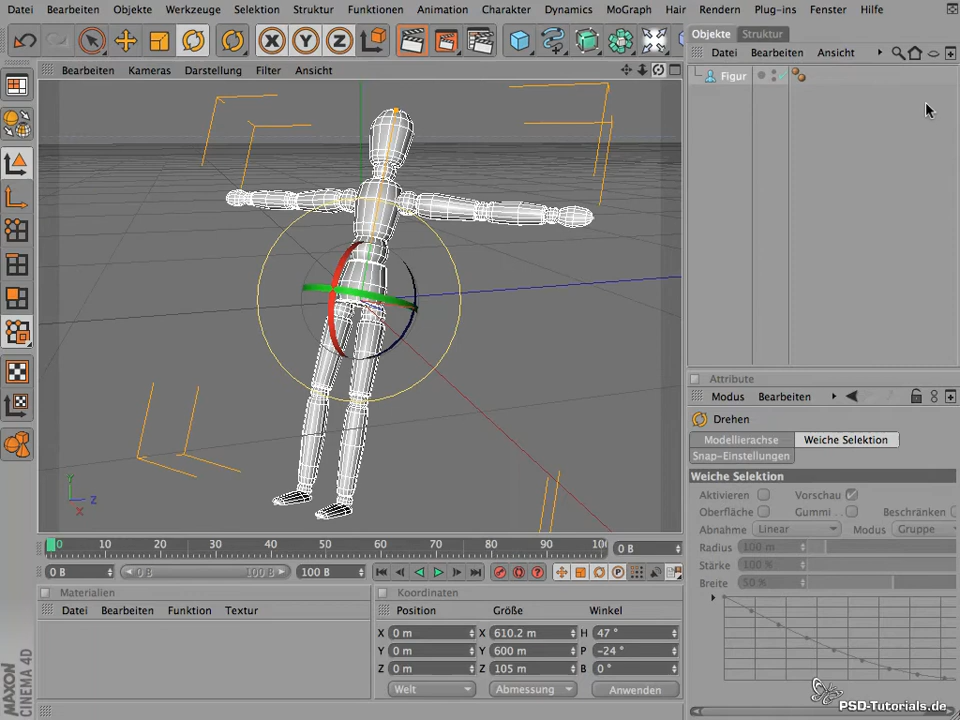 Datei Bearbeiten Objekte Werkzeuge Selektion Struktur Funktionen Animation Charakter Dynamics MoGraph Hair Rendern Plug-ins Fenster Hilfe
X Y Z
Objekte Struktur
Datei Bearbeiten Ansicht
Bearbeiten Kameras Darstellung Filter Ansicht
Figur
Y
Z
X
Attribute
Modus Bearbeiten
Drehen
Modellierachse Weiche Selektion
Snap-Einstellungen
Weiche Selektion
Aktivieren Vorschau
Oberfläche Gummi . . Beschränken
Abnahme Linear Modus Gruppe
Radius 100 m
Stärke 100 %
Breite 50 %
0 10 20 30 40 50 60 70 80 90 100 0 B
0 B 0 B 100 B 100 B
Materialien
Datei Bearbeiten Funktion Textur
Koordinaten
Position Größe Winkel
X 0 m X 610.2 m H 47 °
Y 0 m Y 600 m P -24 °
Z 0 m Z 105 m B 0 °
Welt Abmessung Anwenden
MAXON
CINEMA 4D
PSD-Tutorials.de